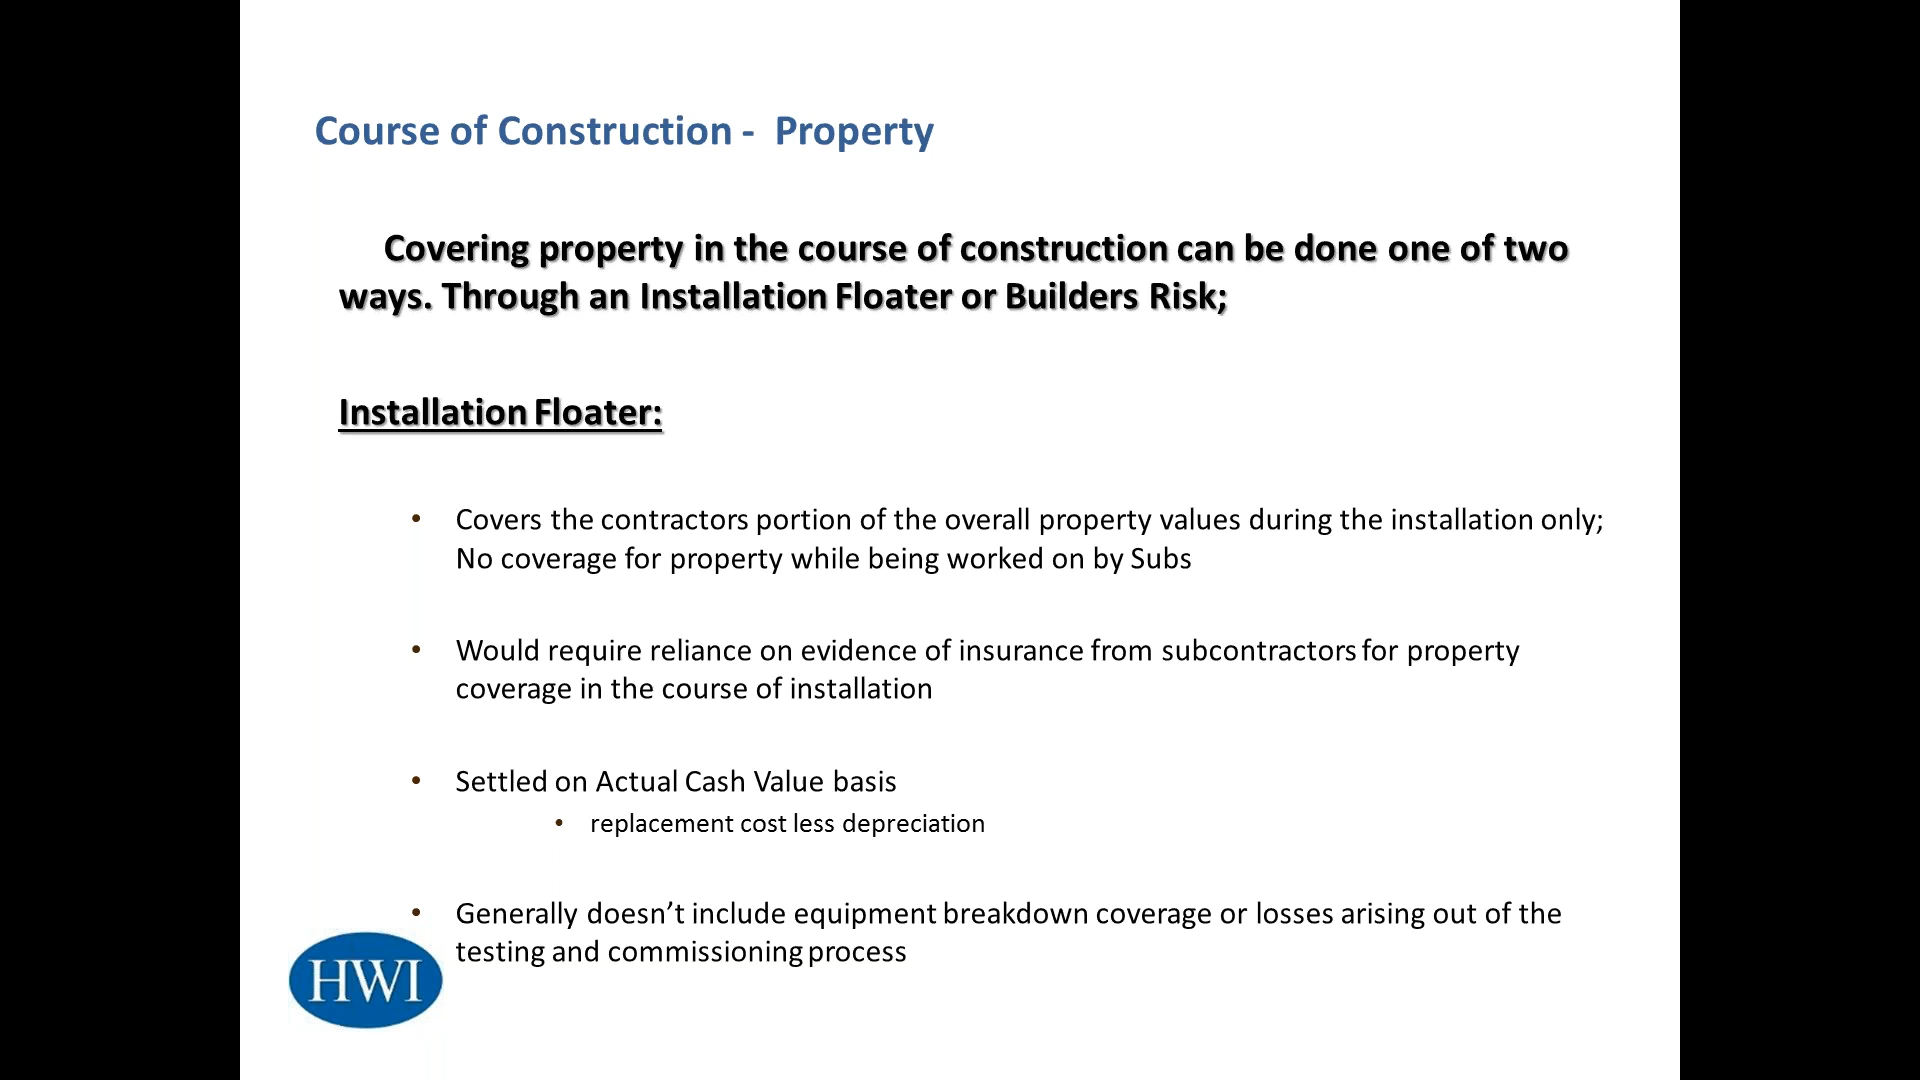 Course of Construction -  Property
Covering property in the course of construction can be done one of two
ways. Through an Installation Floater or Builders Risk;
Installation Floater:
• Covers the contractors portion of the overall property values during the installation only;
No coverage for property while being worked on by Subs
• Would require reliance on evidence of insurance from subcontractors for property
coverage in the course of installation
• Settled on Actual Cash Value basis
• replacement cost less depreciation
• Generally doesn’t include equipment breakdown coverage or losses arising out of the
testing and commissioning process
HWI